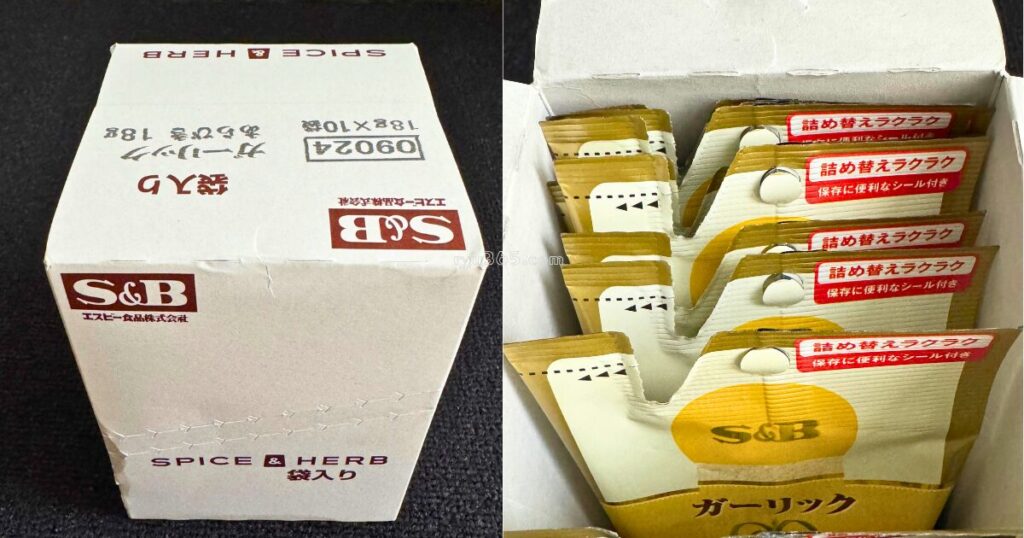 SPICE & HERB
09024
18g×10袋
ガーリック
あらびき 18g
袋入り
S&B
エスビー食品株式会社
S&B
エスビー食品株式会社
SPICE & HERB
袋入り
詰め替えラクラク
詰め替えラクラク
保存に便利なシール付き
詰め替えラクラク
詰め替えラクラク
保存に便利なシール付き
詰め替えラクラク
保存に便利なシール付き
S&B
ガーリック